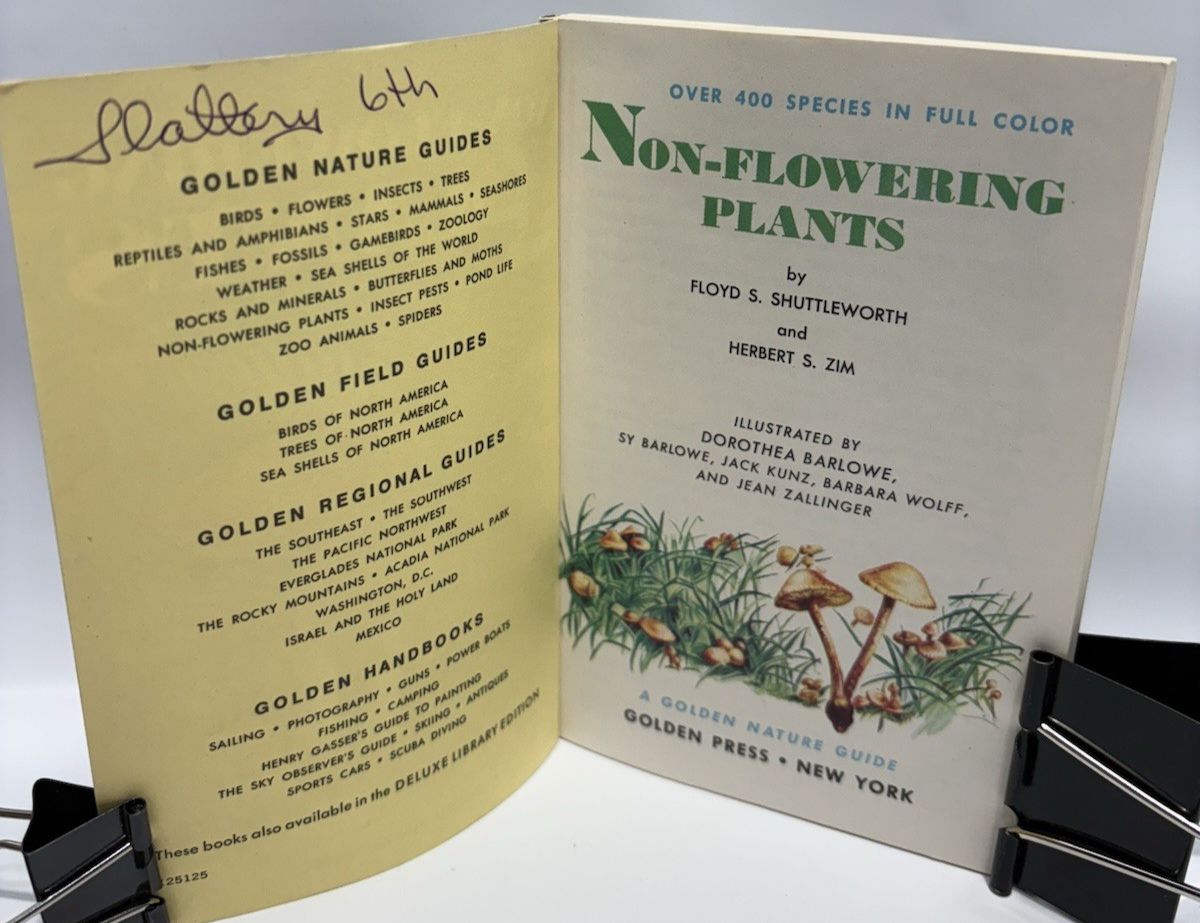 Slattery 6th
GOLDEN NATURE GUIDES
BIRDS • FLOWERS • INSECTS • TREES
REPTILES AND AMPHIBIANS • STARS • MAMMALS • SEASHORES
FISHES • FOSSILS • GAMEBIRDS • ZOOLOGY
WEATHER • SEA SHELLS OF THE WORLD
ROCKS AND MINERALS • BUTTERFLIES AND MOTHS
NON-FLOWERING PLANTS • INSECT PESTS • POND LIFE
ZOO ANIMALS • SPIDERS
GOLDEN FIELD GUIDES
BIRDS OF NORTH AMERICA
TREES OF NORTH AMERICA
SEA SHELLS OF NORTH AMERICA
GOLDEN REGIONAL GUIDES
THE SOUTHEAST • THE SOUTHWEST
THE PACIFIC NORTHWEST
EVERGLADES NATIONAL PARK
THE ROCKY MOUNTAINS • ACADIA NATIONAL PARK
WASHINGTON, D.C.
ISRAEL AND THE HOLY LAND
MEXICO
GOLDEN HANDBOOKS
SAILING • PHOTOGRAPHY • GUNS • POWER BOATS
FISHING • CAMPING
HENRY GASSER'S GUIDE TO PAINTING
THE SKY OBSERVER'S GUIDE • SKIING • ANTIQUES
SPORTS CARS • SCUBA DIVING
These books also available in the DELUXE LIBRARY EDITION
25125
OVER 400 SPECIES IN FULL COLOR
NON-FLOWERING
PLANTS
by
FLOYD S. SHUTTLEWORTH
and
HERBERT S. ZIM
ILLUSTRATED BY
DOROTHEA BARLOWE,
SY BARLOWE, JACK KUNZ, BARBARA WOLFF,
AND JEAN ZALLINGER
A GOLDEN NATURE GUIDE
GOLDEN PRESS • NEW YORK